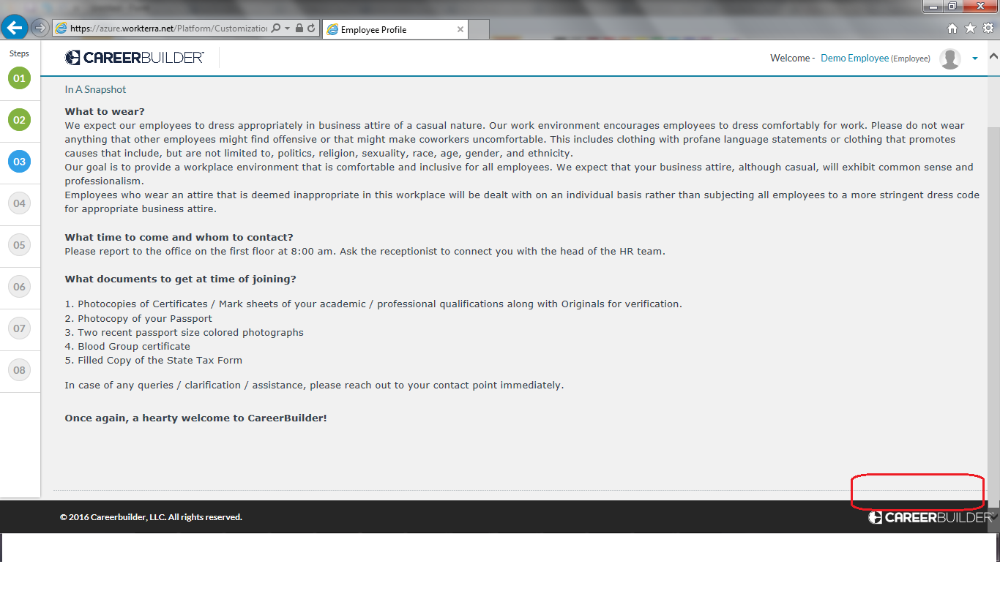 https://azure.workterra.net/Platform/Customizatio
Employee Profile
Steps
CAREERBUILDER
Welcome - Demo Employee (Employee)
01
02
03
04
05
06
07
08
In A Snapshot
What to wear?
We expect our employees to dress appropriately in business attire of a casual nature. Our work environment encourages employees to dress comfortably for work. Please do not wear
anything that other employees might find offensive or that might make coworkers uncomfortable. This includes clothing with profane language statements or clothing that promotes
causes that include, but are not limited to, politics, religion, sexuality, race, age, gender, and ethnicity.
Our goal is to provide a workplace environment that is comfortable and inclusive for all employees. We expect that your business attire, although casual, will exhibit common sense and
professionalism.
Employees who wear an attire that is deemed inappropriate in this workplace will be dealt with on an individual basis rather than subjecting all employees to a more stringent dress code
for appropriate business attire.
What time to come and whom to contact?
Please report to the office on the first floor at 8:00 am. Ask the receptionist to connect you with the head of the HR team.
What documents to get at time of joining?
1. Photocopies of Certificates / Mark sheets of your academic / professional qualifications along with Originals for verification.
2. Photocopy of your Passport
3. Two recent passport size colored photographs
4. Blood Group certificate
5. Filled Copy of the State Tax Form
In case of any queries / clarification / assistance, please reach out to your contact point immediately.
Once again, a hearty welcome to CareerBuilder!
© 2016 Careerbuilder, LLC. All rights reserved.
CAREERBUILDER